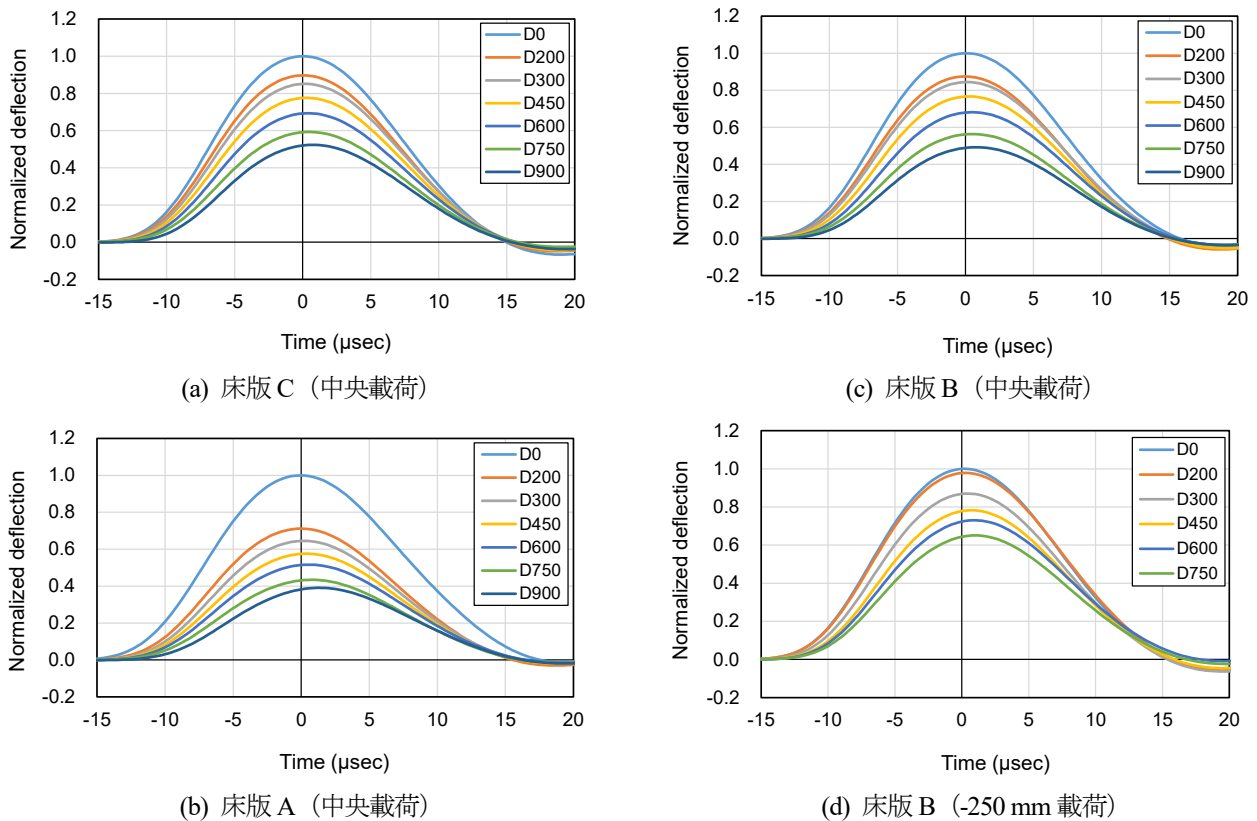 1.2
1.0
0.8
0.6
0.4
0.2
0.0
-0.2
Normalized deflection
-15 -10 -5 0 5 10 15 20
Time (μsec)
D0
D200
D300
D450
D600
D750
D900
(a) 床版 C（中央載荷）
1.2
1.0
0.8
0.6
0.4
0.2
0.0
-0.2
Normalized deflection
-15 -10 -5 0 5 10 15 20
Time (μsec)
D0
D200
D300
D450
D600
D750
D900
(c) 床版 B（中央載荷）
1.2
1.0
0.8
0.6
0.4
0.2
0.0
-0.2
Normalized deflection
-15 -10 -5 0 5 10 15 20
Time (μsec)
D0
D200
D300
D450
D600
D750
D900
(b) 床版 A（中央載荷）
1.2
1.0
0.8
0.6
0.4
0.2
0.0
-0.2
Normalized deflection
-15 -10 -5 0 5 10 15 20
Time (μsec)
D0
D200
D300
D450
D600
D750
(d) 床版 B（-250 mm 載荷）